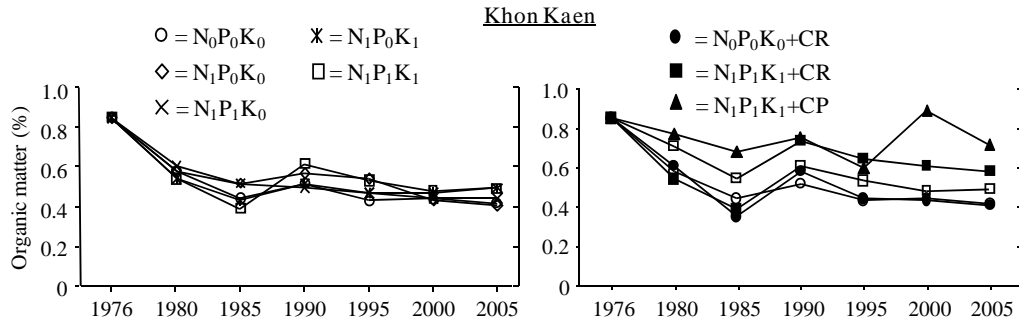 Khon Kaen
○ = N₀P₀K₀
✳ = N₁P₀K₁
◇ = N₁P₀K₀
□ = N₁P₁K₁
× = N₁P₁K₀
● = N₀P₀K₀+CR
■ = N₁P₁K₁+CR
▲ = N₁P₁K₁+CP
Organic matter (%)
1.0
0.8
0.6
0.4
0.2
0
1976 1980 1985 1990 1995 2000 2005
1.0
0.8
0.6
0.4
0.2
0
1976 1980 1985 1990 1995 2000 2005